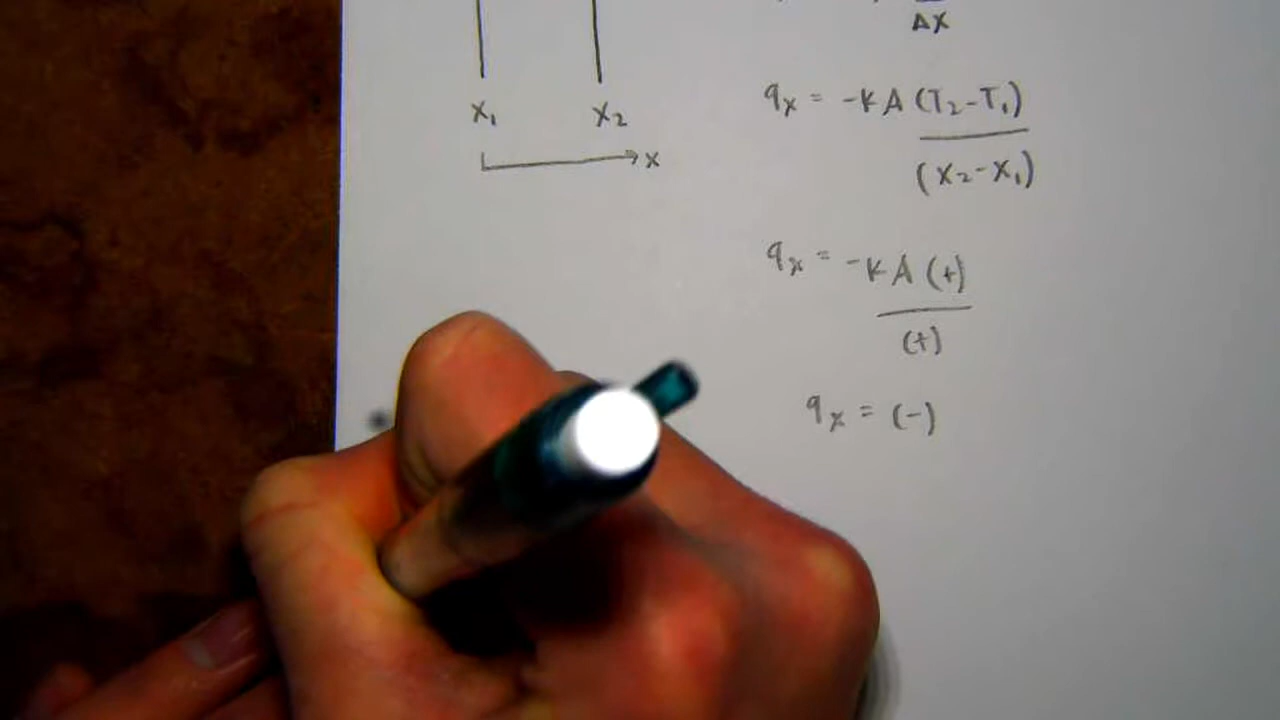 Δx
x₁ x₂
qₓ = -kA (T₂-T₁)
(x₂-x₁)
x
qₓ = -kA (+)
(+)
qₓ = (-)